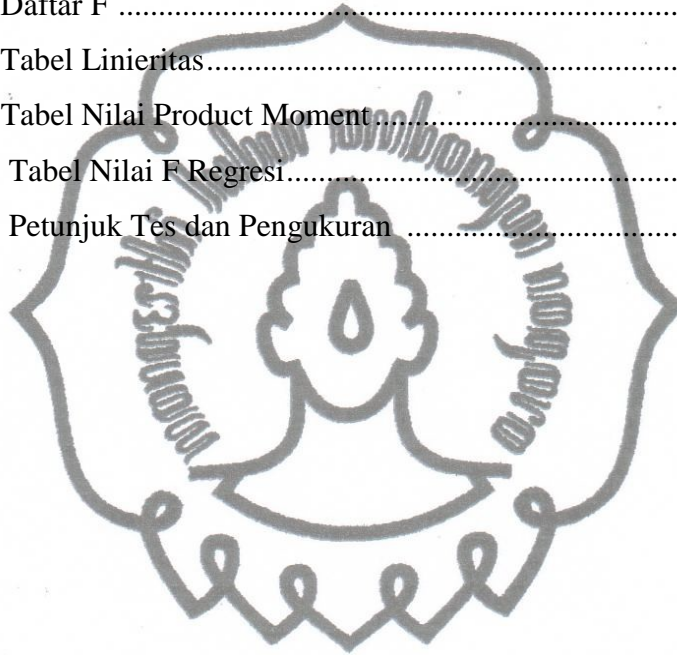 Daftar F ................................................................................
Tabel Linieritas................................................................
Tabel Nilai Product Moment .........................................
Tabel Nilai F Regresi.......................................................
Petunjuk Tes dan Pengukuran ......................................